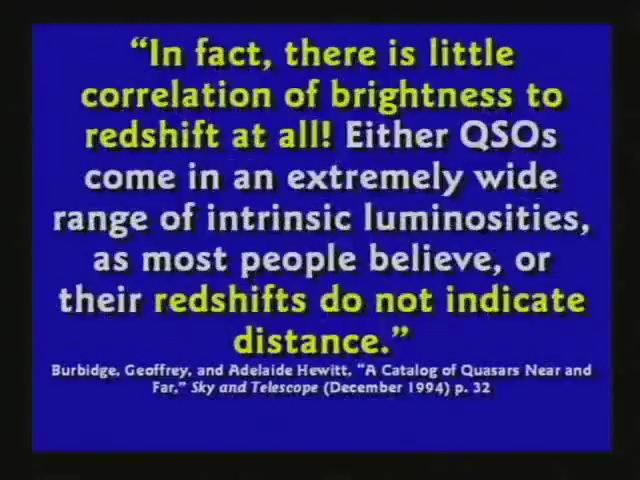 “In fact, there is little
correlation of brightness to
redshift at all! Either QSOs
come in an extremely wide
range of intrinsic luminosities,
as most people believe, or
their redshifts do not indicate
distance.”
Burbidge, Geoffrey, and Adelaide Hewitt, “A Catalog of Quasars Near and
Far,” Sky and Telescope (December 1994) p. 32